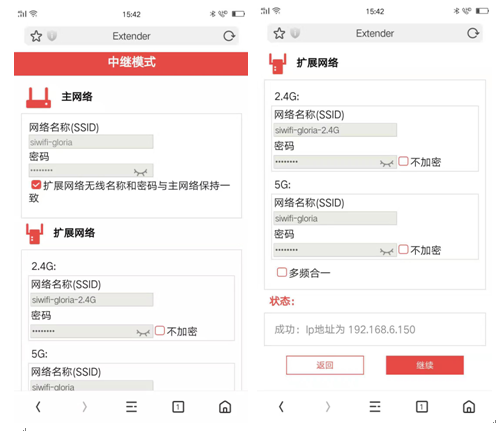 15:42
Extender
中继模式
主网络
网络名称(SSID)
siwifi-gloria
密码
••••••••
扩展网络无线名称和密码与主网络保持一
致
扩展网络
2.4G:
网络名称(SSID)
siwifi-gloria-2.4G
密码
••••••••
不加密
5G:
网络名称(SSID)
siwifi-gloria
1
15:42
Extender
扩展网络
2.4G:
网络名称(SSID)
siwifi-gloria-2.4G
密码
••••••••
不加密
5G:
网络名称(SSID)
siwifi-gloria
密码
••••••••
不加密
多频合一
状态:
成功: Ip地址为 192.168.6.150
返回
继续
1